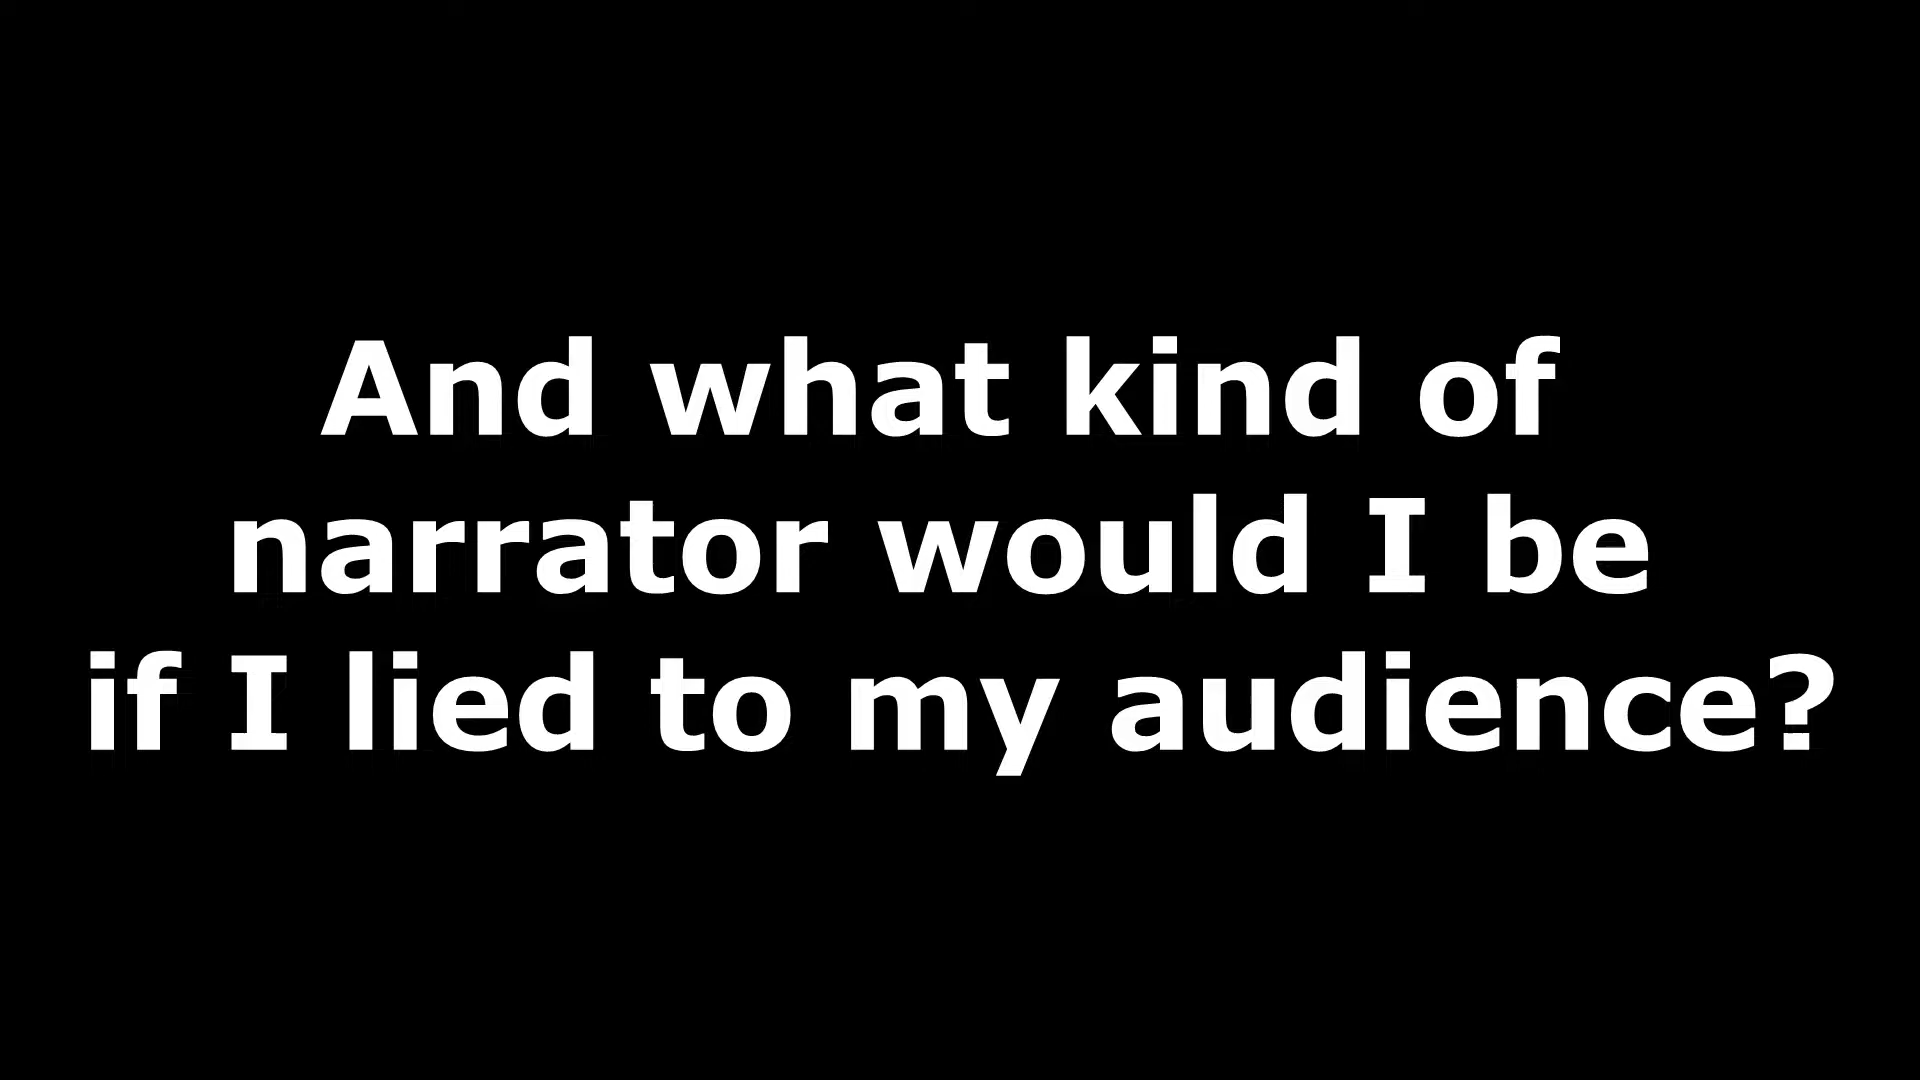 And what kind of
narrator would I be
if I lied to my audience?